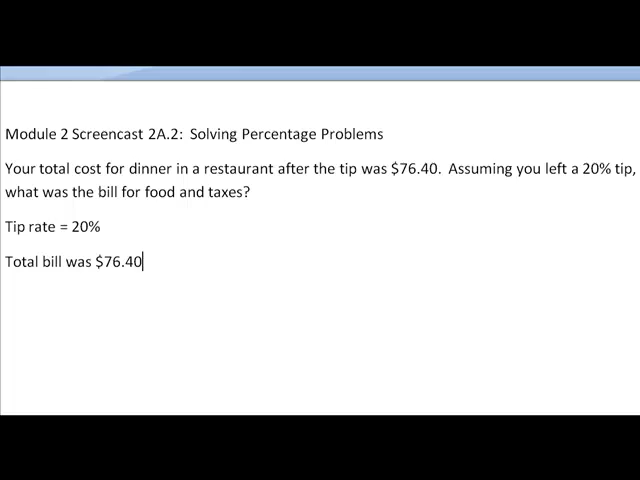 Module 2 Screencast 2A.2:  Solving Percentage Problems
Your total cost for dinner in a restaurant after the tip was $76.40.  Assuming you left a 20% tip,
what was the bill for food and taxes?
Tip rate = 20%
Total bill was $76.40